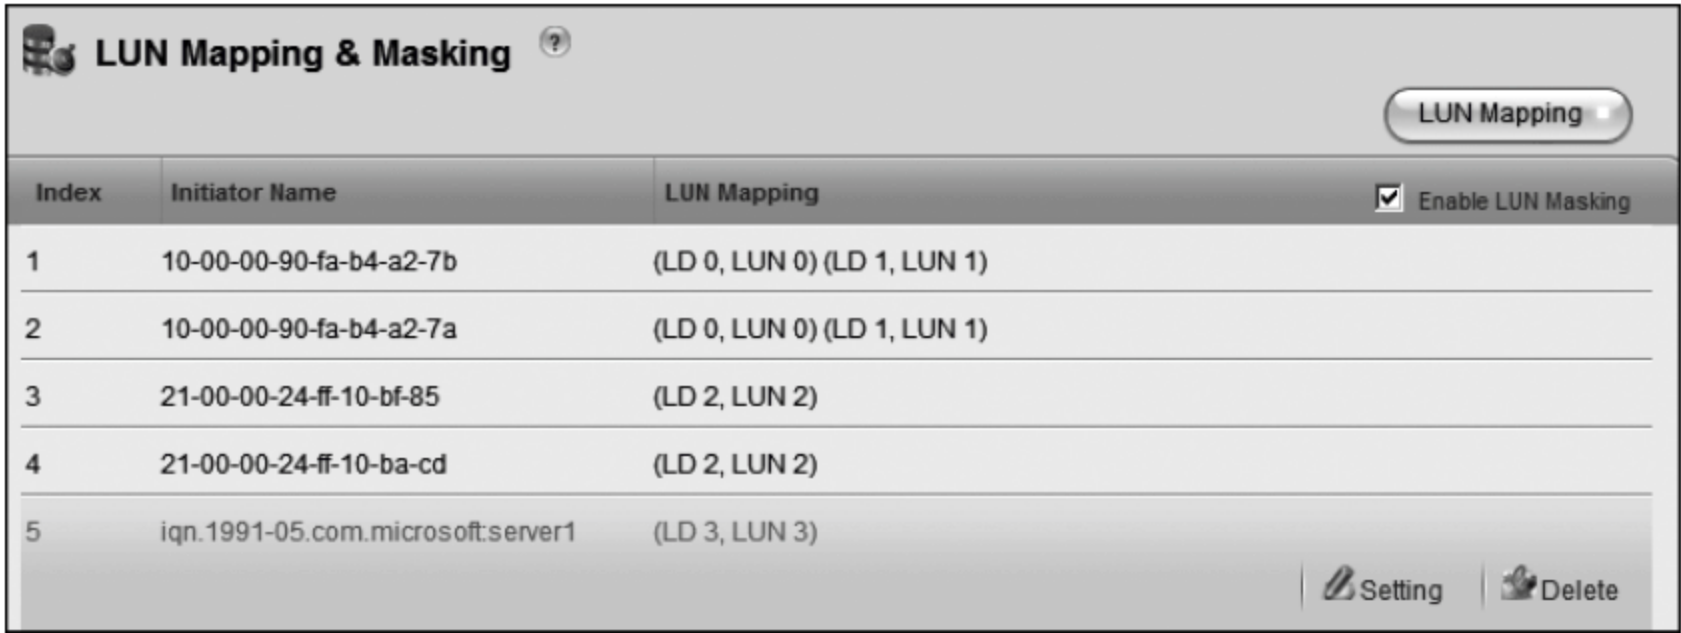 LUN Mapping & Masking ?
LUN Mapping
Index Initiator Name LUN Mapping Enable LUN Masking
1 10-00-00-90-fa-b4-a2-7b (LD 0, LUN 0) (LD 1, LUN 1)
2 10-00-00-90-fa-b4-a2-7a (LD 0, LUN 0) (LD 1, LUN 1)
3 21-00-00-24-ff-10-bf-85 (LD 2, LUN 2)
4 21-00-00-24-ff-10-ba-cd (LD 2, LUN 2)
5 iqn.1991-05.com.microsoft:server1 (LD 3, LUN 3)
Setting Delete